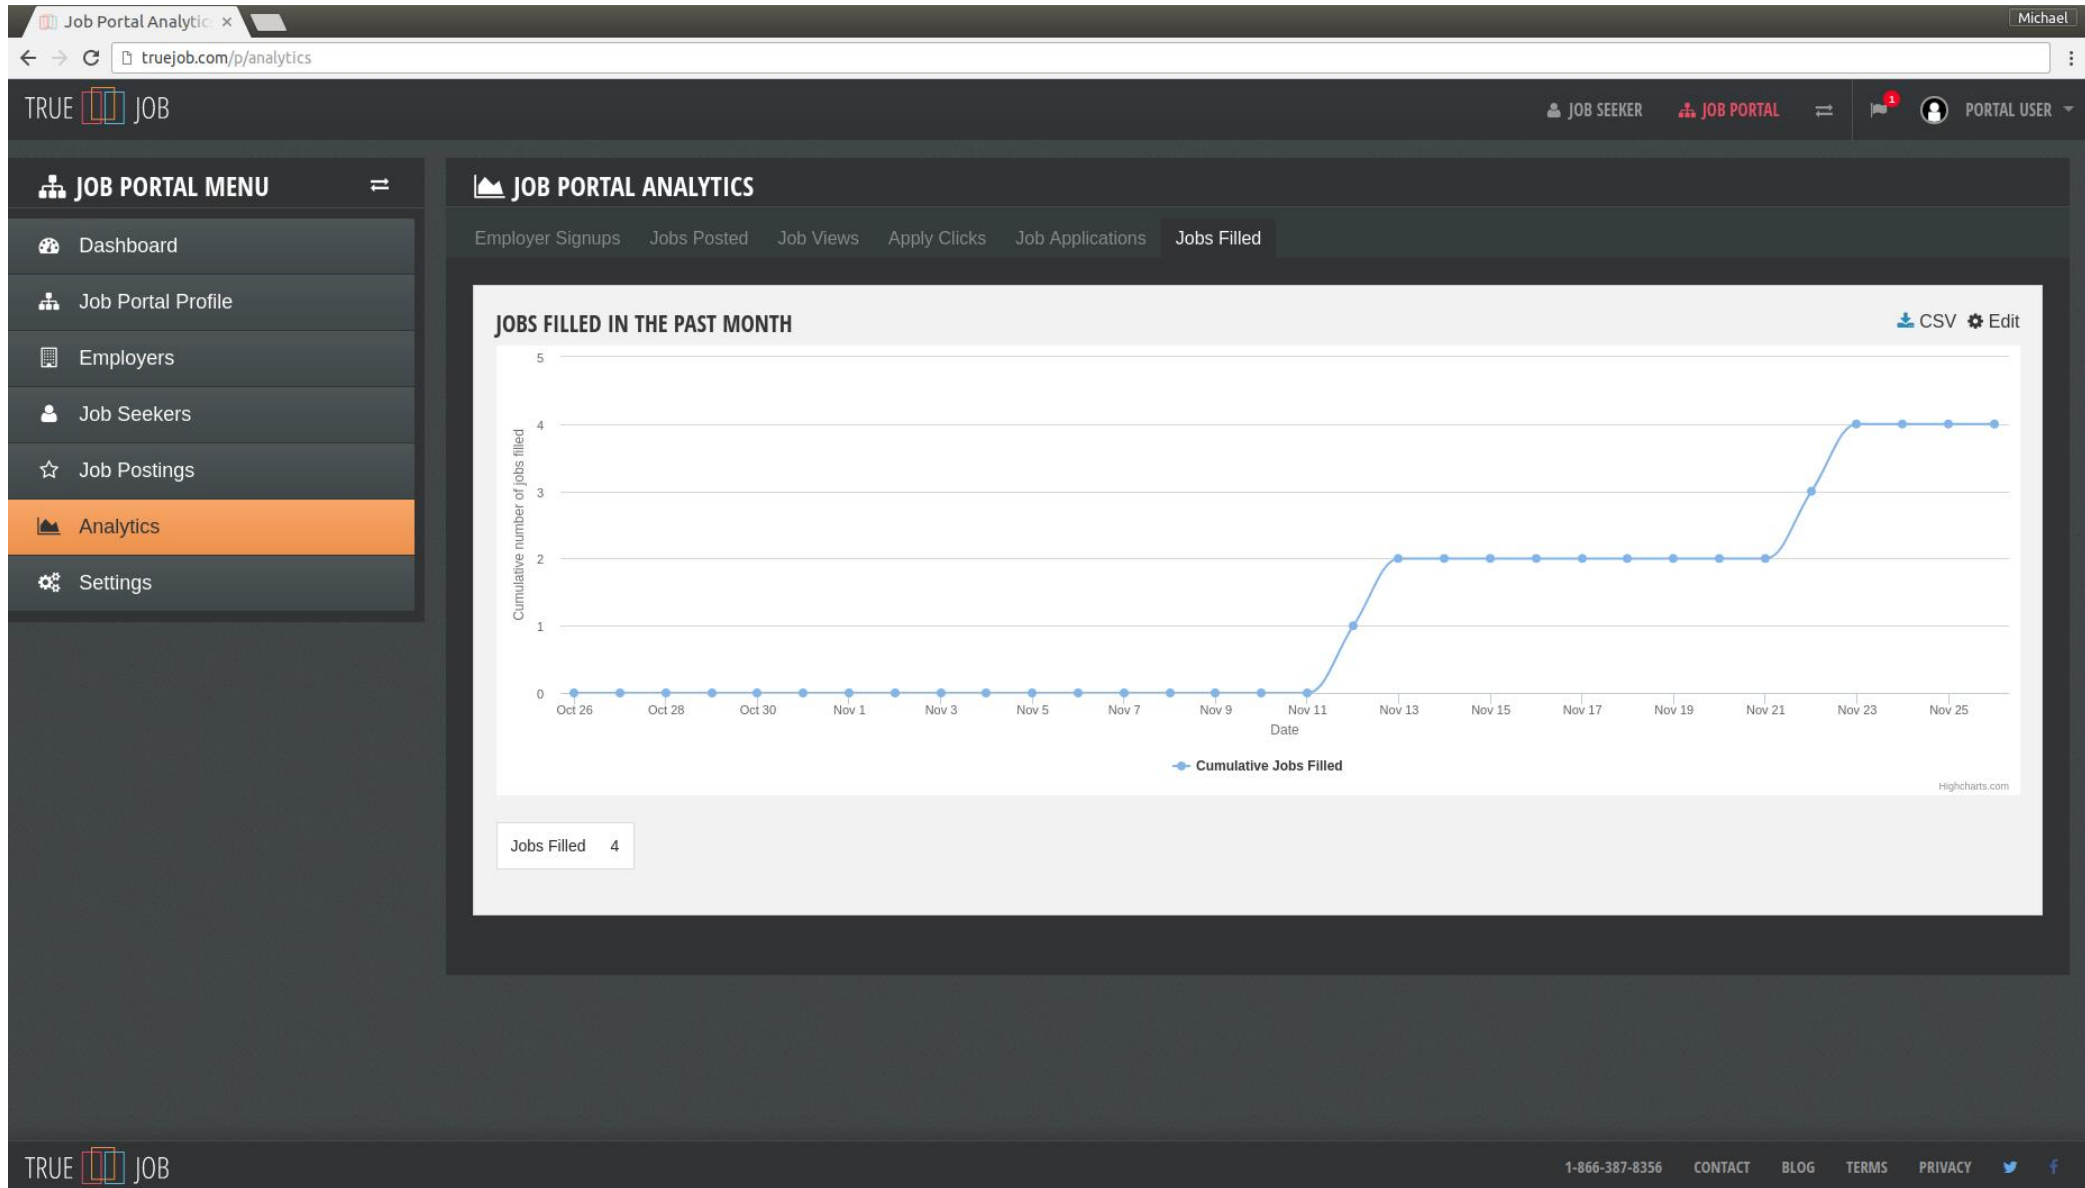 Job Portal Analytic
Michael
truejob.com/p/analytics
TRUE JOB
JOB SEEKER
JOB PORTAL
1
PORTAL USER
JOB PORTAL MENU
Dashboard
Job Portal Profile
Employers
Job Seekers
Job Postings
Analytics
Settings
JOB PORTAL ANALYTICS
Employer Signups Jobs Posted Job Views Apply Clicks Job Applications Jobs Filled
JOBS FILLED IN THE PAST MONTH
CSV Edit
Cumulative number of jobs filled
5
4
3
2
1
0
Oct 26 Oct 28 Oct 30 Nov 1 Nov 3 Nov 5 Nov 7 Nov 9 Nov 11 Nov 13 Nov 15 Nov 17 Nov 19 Nov 21 Nov 23 Nov 25
Date
Cumulative Jobs Filled
Highcharts.com
Jobs Filled 4
TRUE JOB
1-866-387-8356 CONTACT BLOG TERMS PRIVACY